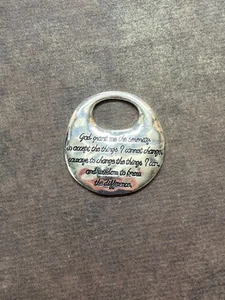 God grant me the serenity
to accept the things I cannot change,
courage to change the things I can,
and wisdom to know
the difference.